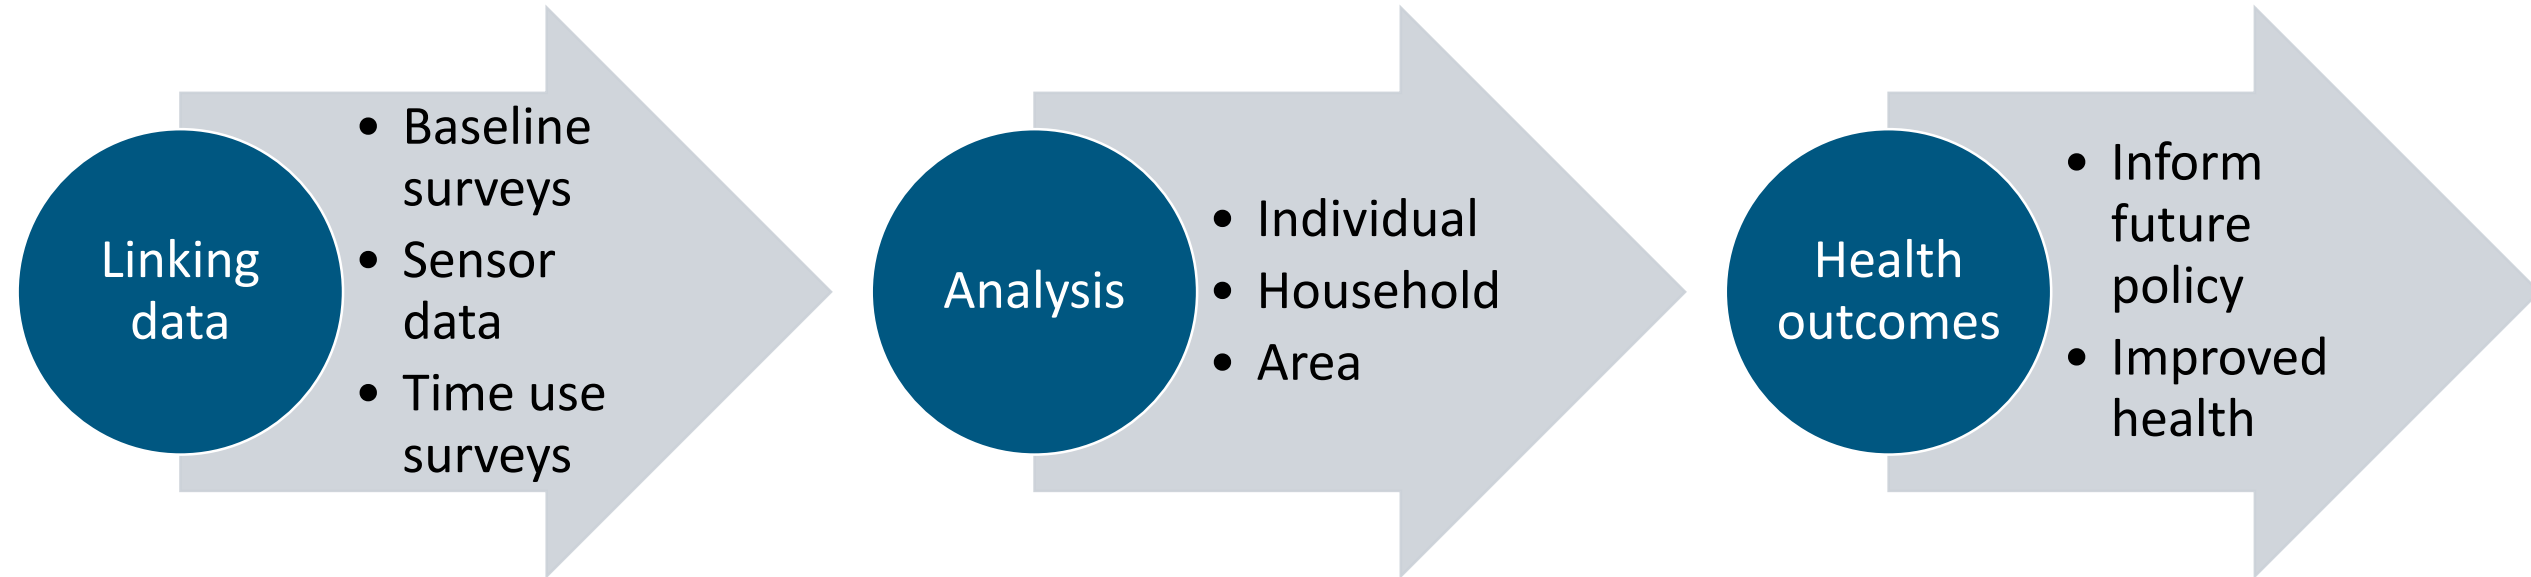 Linking
data
• Baseline
surveys
• Sensor
data
• Time use
surveys
Analysis
• Individual
• Household
• Area
Health
outcomes
• Inform
future
policy
• Improved
health